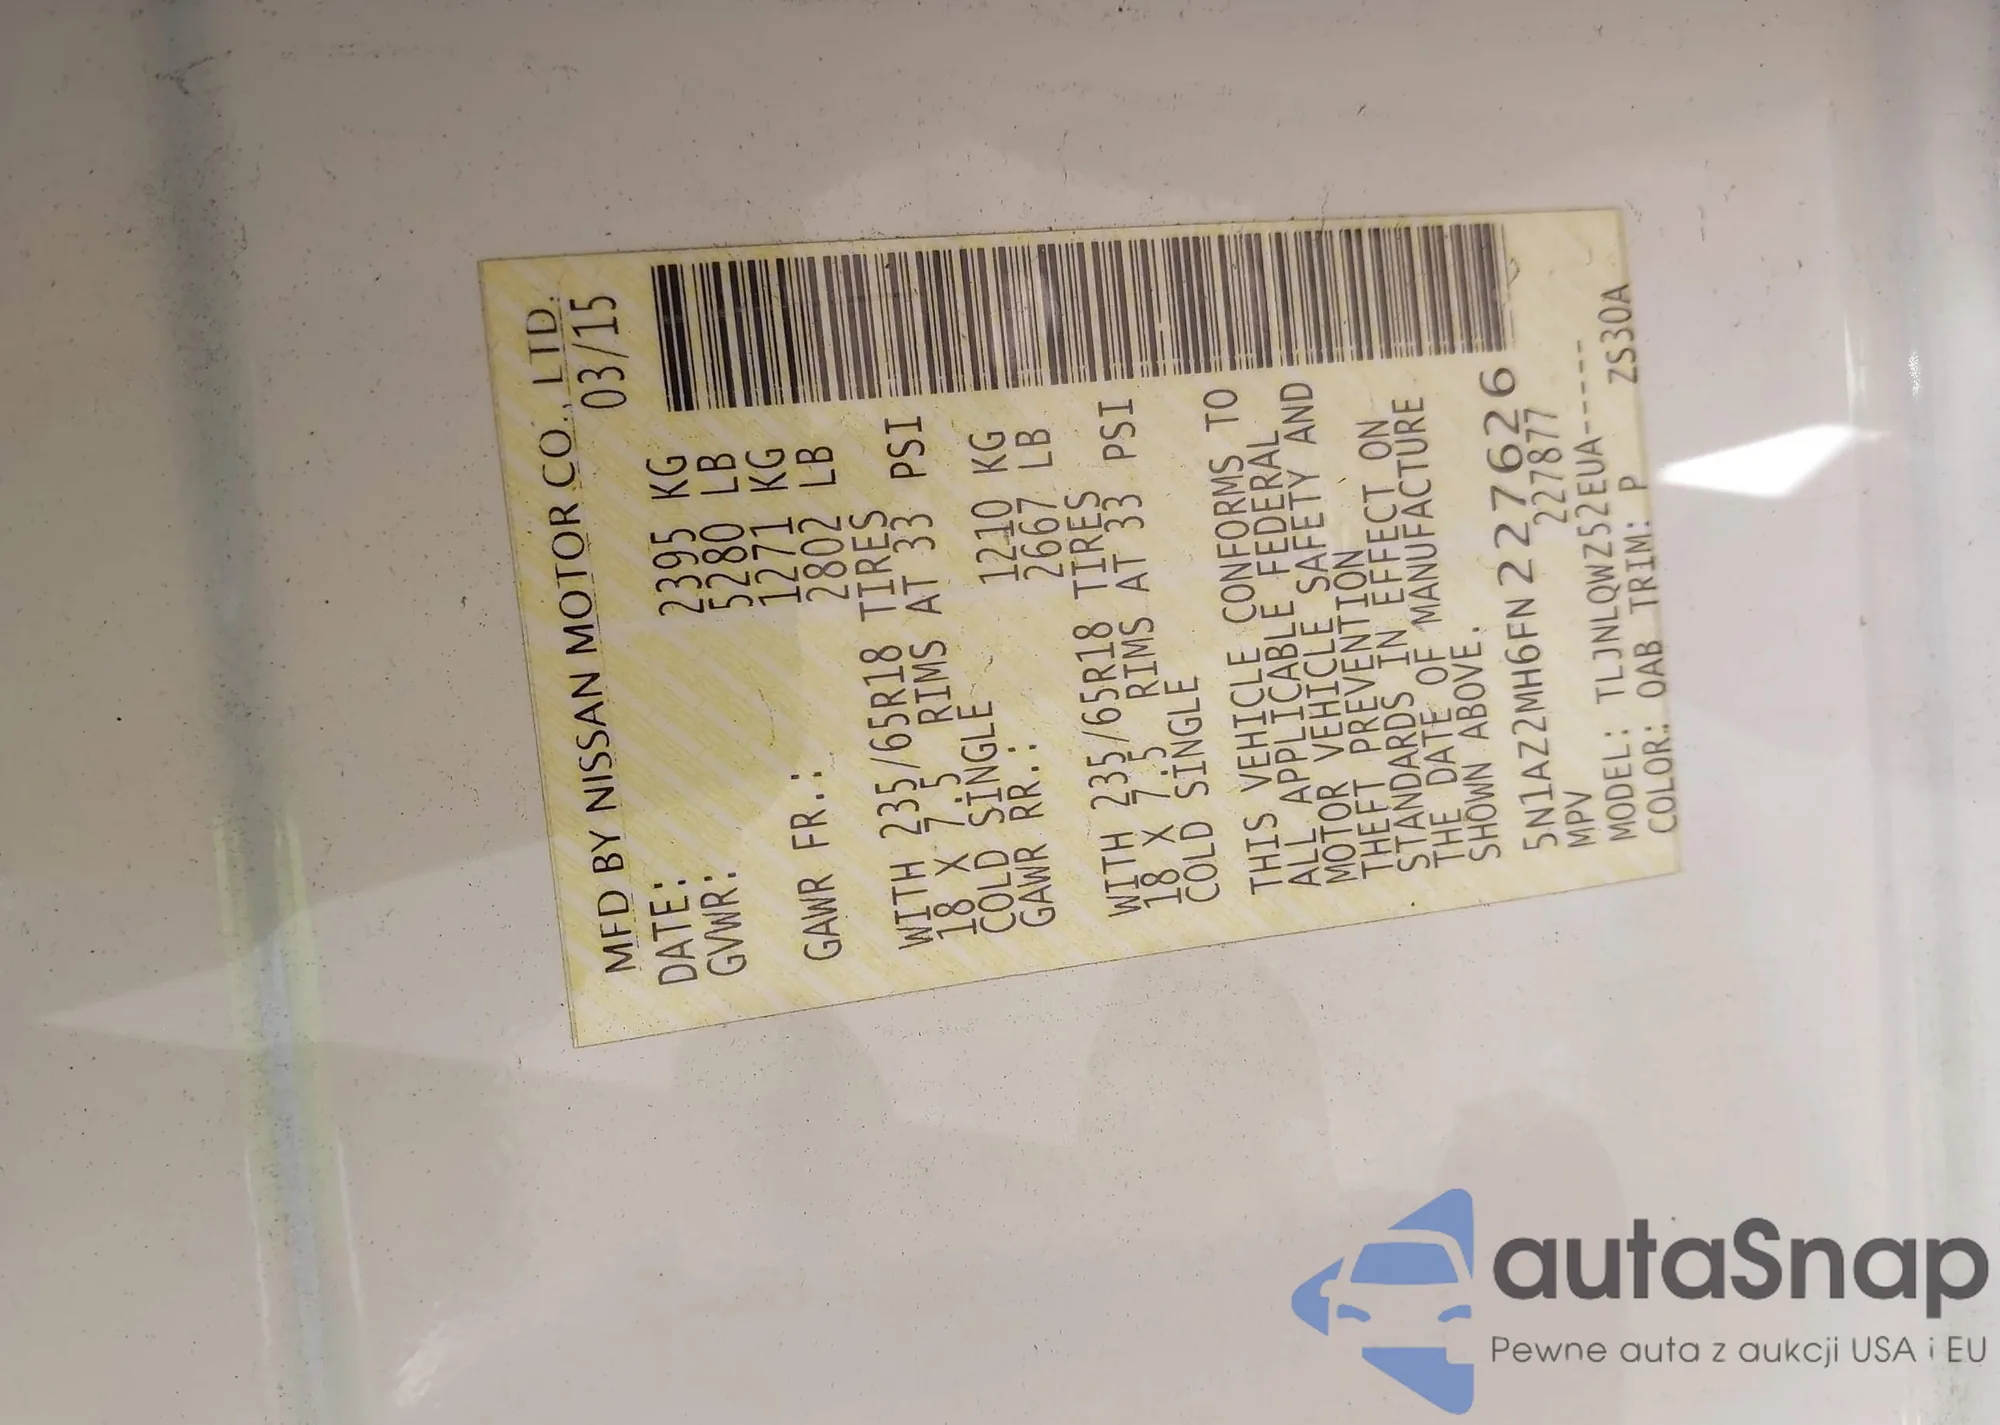 MFD BY NISSAN MOTOR CO., LTD.
DATE: 03/15
GVWR: 2395 KG
5280 LB
GAWR FR.: 1271 KG
2802 LB
WITH 235/65R18 TIRES
18 X 7.5 RIMS AT 33 PSI
COLD SINGLE
GAWR RR.: 1210 KG
2667 LB
WITH 235/65R18 TIRES
18 X 7.5 RIMS AT 33 PSI
COLD SINGLE
THIS VEHICLE CONFORMS TO
ALL APPLICABLE FEDERAL
MOTOR VEHICLE SAFETY AND
THEFT PREVENTION
STANDARDS IN EFFECT ON
THE DATE OF MANUFACTURE
SHOWN ABOVE.
5N1AZ2MH6FN227626
MPV 227877
MODEL: TLJNLQWZ52EUA-----
COLOR: QAB TRIM: P ZS30A
autaSnap
Pewne auta z aukcji USA i EU